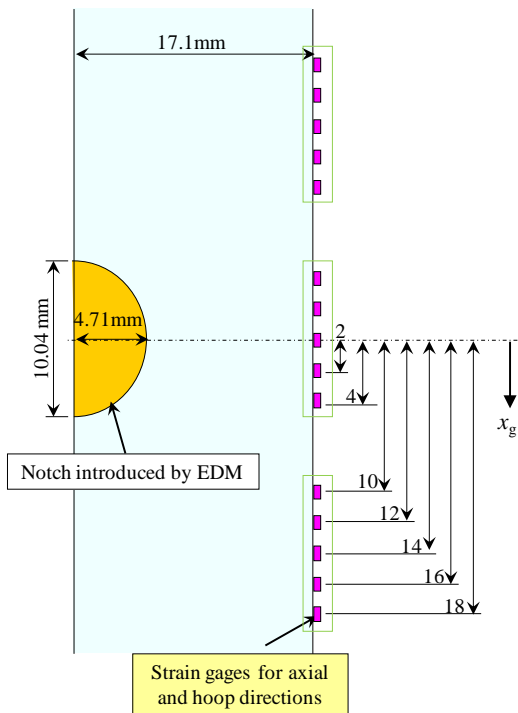 17.1mm
2
4.71mm
10.04 mm
4
xg
Notch introduced by EDM
10
12
14
16
18
Strain gages for axial
and hoop directions